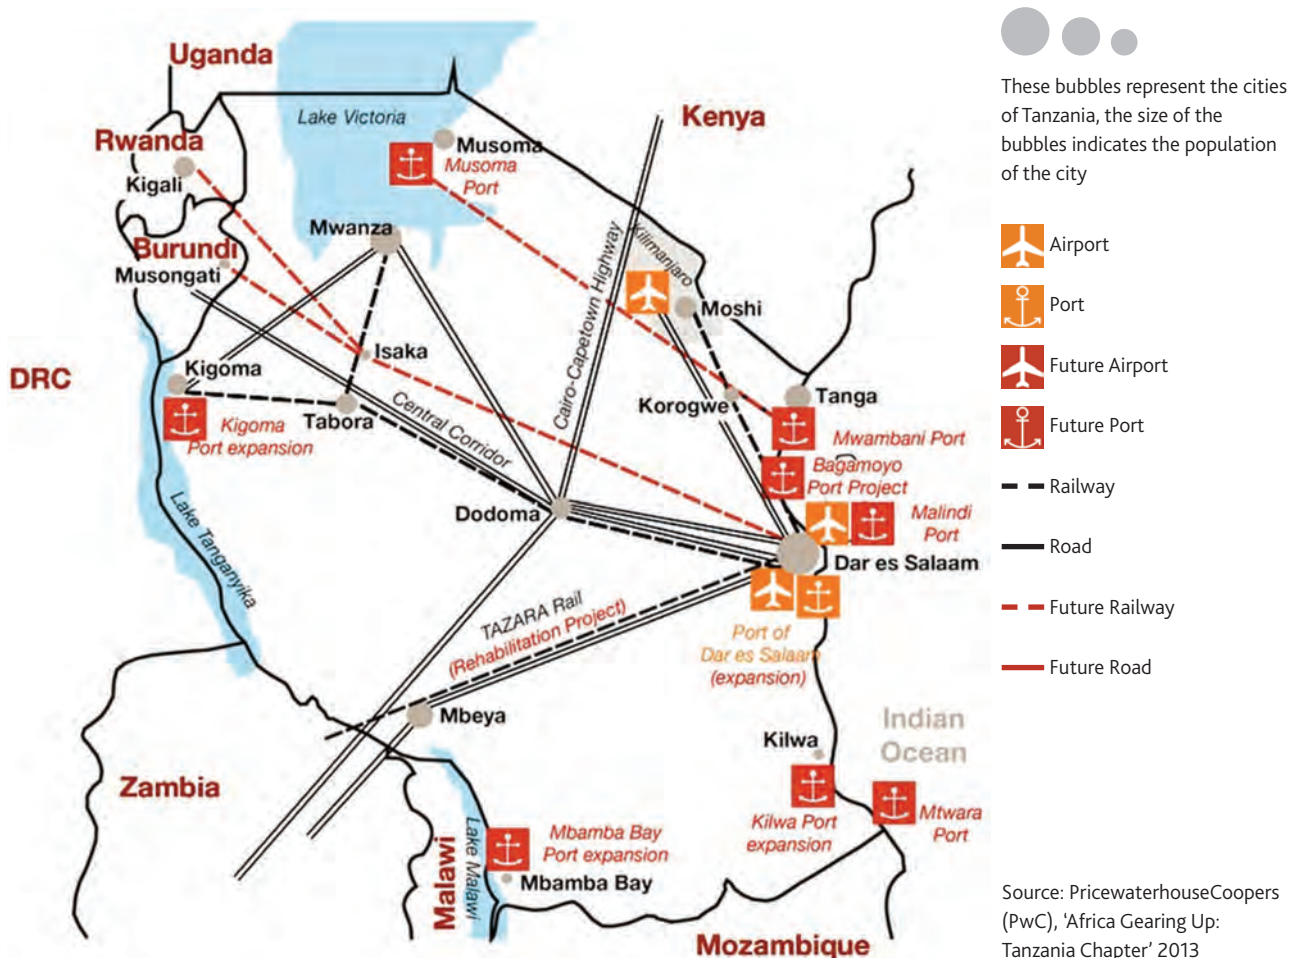 Uganda
Lake Victoria
Kenya
Rwanda
Kigali
Musoma
Musoma
Port
Mwanza
Burundi
Musongati
Cairo-Capetown Highway
Kilimanjaro
Moshi
Isaka
DRC
Kigoma
Kigoma
Port expansion
Tabora
Central Corridor
Korogwe
Tanga
Mwambani Port
Bagamoyo
Port Project
Malindi
Port
Dodoma
Dar es Salaam
Lake Tanganyika
TAZARA Rail
(Rehabilitation Project)
Port of
Dar es Salaam
(expansion)
Mbeya
Indian
Ocean
Kilwa
Zambia
Kilwa Port
expansion
Mtwara
Port
Malawi
Lake Malawi
Mbamba Bay
Port expansion
Mbamba Bay
Mozambique
These bubbles represent the cities
of Tanzania, the size of the
bubbles indicates the population
of the city
Airport
Port
Future Airport
Future Port
Railway
Road
Future Railway
Future Road
Source: PricewaterhouseCoopers
(PwC), ‘Africa Gearing Up:
Tanzania Chapter’ 2013